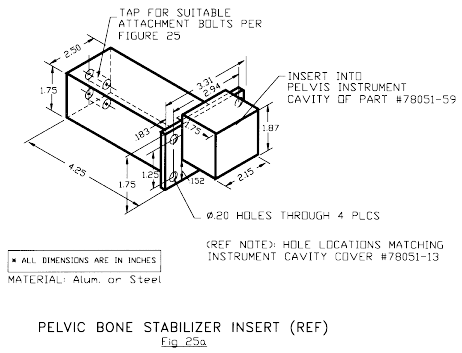 TAP FOR SUITABLE
ATTACHMENT BOLTS PER
FIGURE 25
2.50
3.31
2.94
INSERT INTO
PELVIS INSTRUMENT
CAVITY OF PART #78051-59
1.75
.183
1.75
1.87
4.25
1.75
1.25
.152
2.15
Ø.20 HOLES THROUGH 4 PLCS
(REF NOTE): HOLE LOCATIONS MATCHING
INSTRUMENT CAVITY COVER #78051-13
* ALL DIMENSIONS ARE IN INCHES
MATERIAL: Alum. or Steel
PELVIC BONE STABILIZER INSERT (REF)
Fig 25a